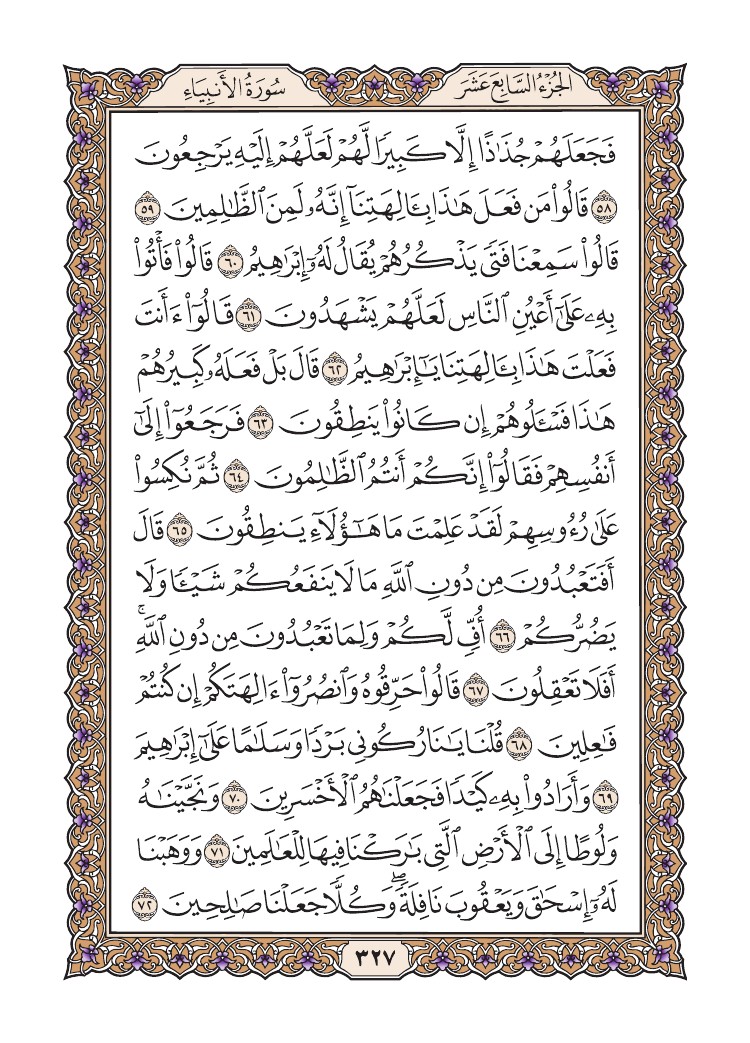 الجُزْءُ السَّابِعَ عَشَرَ
سُورَةُ الأَنبِيَاءِ
فَجَعَلَهُمْ جُذَٰذًا إِلَّا كَبِيرًا لَّهُمْ لَعَلَّهُمْ إِلَيْهِ يَرْجِعُونَ
٥٨ قَالُوا۟ مَن فَعَلَ هَٰذَا بِـَٔالِهَتِنَآ إِنَّهُۥ لَمِنَ ٱلظَّٰلِمِينَ ٥٩
قَالُوا۟ سَمِعْنَا فَتًى يَذْكُرُهُمْ يُقَالُ لَهُۥٓ إِبْرَٰهِيمُ ٦٠ قَالُوا۟ فَأْتُوا۟
بِهِۦ عَلَىٰٓ أَعْيُنِ ٱلنَّاسِ لَعَلَّهُمْ يَشْهَدُونَ ٦١ قَالُوٓا۟ ءَأَنتَ
فَعَلْتَ هَٰذَا بِـَٔالِهَتِنَا يَٰٓإِبْرَٰهِيمُ ٦٢ قَالَ بَلْ فَعَلَهُۥ كَبِيرُهُمْ
هَٰذَا فَسْـَٔلُوهُمْ إِن كَانُوا۟ يَنطِقُونَ ٦٣ فَرَجَعُوٓا۟ إِلَىٰٓ
أَنفُسِهِمْ فَقَالُوٓا۟ إِنَّكُمْ أَنتُمُ ٱلظَّٰلِمُونَ ٦٤ ثُمَّ نُكِسُوا۟
عَلَىٰ رُءُوسِهِمْ لَقَدْ عَلِمْتَ مَا هَٰٓؤُلَآءِ يَنطِقُونَ ٦٥ قَالَ
أَفَتَعْبُدُونَ مِن دُونِ ٱللَّهِ مَا لَا يَنفَعُكُمْ شَيْـًٔا وَلَا
يَضُرُّكُمْ ٦٦ أُفٍّ لَّكُمْ وَلِمَا تَعْبُدُونَ مِن دُونِ ٱللَّهِ ۚ
أَفَلَا تَعْقِلُونَ ٦٧ قَالُوا۟ حَرِّقُوهُ وَٱنصُرُوٓا۟ ءَالِهَتَكُمْ إِن كُنتُمْ
فَٰعِلِينَ ٦٨ قُلْنَا يَٰنَارُ كُونِى بَرْدًا وَسَلَٰمًا عَلَىٰٓ إِبْرَٰهِيمَ
٦٩ وَأَرَادُوا۟ بِهِۦ كَيْدًا فَجَعَلْنَٰهُمُ ٱلْأَخْسَرِينَ ٧٠ وَنَجَّيْنَٰهُ
وَلُوطًا إِلَى ٱلْأَرْضِ ٱلَّتِى بَٰرَكْنَا فِيهَا لِلْعَٰلَمِينَ ٧١ وَوَهَبْنَا
لَهُۥٓ إِسْحَٰقَ وَيَعْقُوبَ نَافِلَةً ۖ وَكُلًّا جَعَلْنَا صَٰلِحِينَ ٧٢
٣٢٧